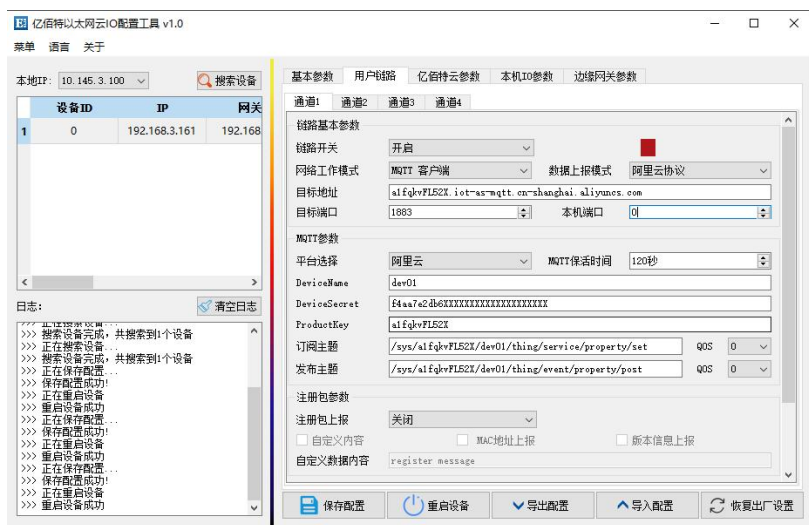 亿佰特以太网云IO配置工具 v1.0
菜单 语言 关于
本地IP: 10.145.3.100 搜索设备
设备ID IP 网关
1 0 192.168.3.161 192.168
日志: 清空日志
>>> 正在搜索设备...
>>> 搜索设备完成，共搜索到1个设备
>>> 正在搜索设备...
>>> 搜索设备完成，共搜索到1个设备
>>> 正在保存配置...
>>> 保存配置成功!
>>> 正在重启设备
>>> 重启设备成功
>>> 正在保存配置...
>>> 保存配置成功!
>>> 正在重启设备
>>> 重启设备成功
>>> 正在保存配置...
>>> 保存配置成功!
>>> 正在重启设备
>>> 重启设备成功
基本参数 用户链路 亿佰特云参数 本机IO参数 边缘网关参数
通道1 通道2 通道3 通道4
链路基本参数
链路开关 开启
网络工作模式 MQTT 客户端 数据上报模式 阿里云协议
目标地址 a1fqkvFL52X.iot-as-mqtt.cn-shanghai.aliyuncs.com
目标端口 1883 本机端口 0
MQTT参数
平台选择 阿里云 MQTT保活时间 120秒
DeviceName dev01
DeviceSecret f4aa7e2db6XXXXXXXXXXXXXXXXXXXXXX
ProductKey a1fqkvFL52X
订阅主题 /sys/a1fqkvFL52X/dev01/thing/service/property/set QOS 0
发布主题 /sys/a1fqkvFL52X/dev01/thing/event/property/post QOS 0
注册包参数
注册包上报 关闭
自定义内容 MAC地址上报 版本信息上报
自定义数据内容 register message
保存配置 重启设备 导出配置 导入配置 恢复出厂设置